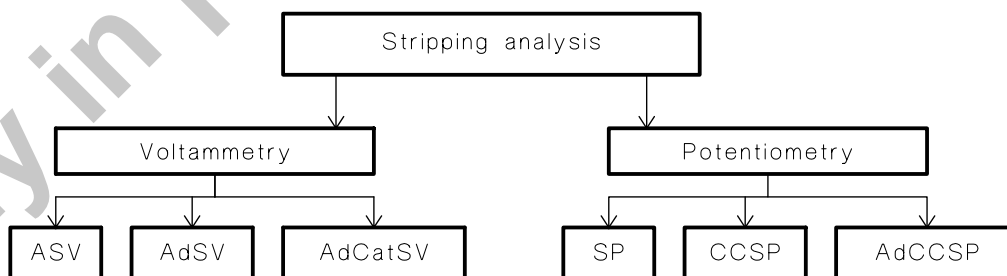 Stripping analysis
Voltammetry Potentiometry
ASV AdSV AdCatSV SP CCSP AdCCSP